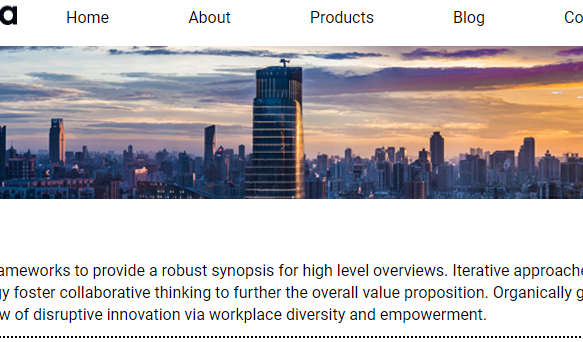 a Home About Products Blog Co
ameworks to provide a robust synopsis for high level overviews. Iterative approache
gy foster collaborative thinking to further the overall value proposition. Organically g
w of disruptive innovation via workplace diversity and empowerment.